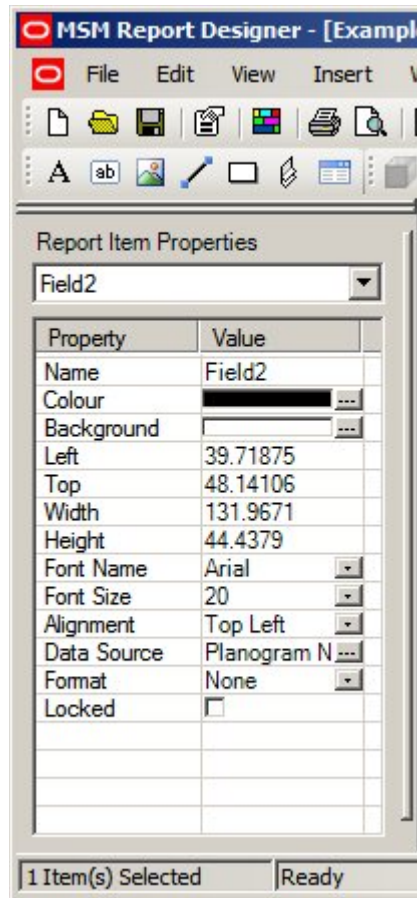 MSM Report Designer - [Exampl
File Edit View Insert
A ab
Report Item Properties
Field2
Property Value
Name Field2
Colour
Background
Left 39.71875
Top 48.14106
Width 131.9671
Height 44.4379
Font Name Arial
Font Size 20
Alignment Top Left
Data Source Planogram N
Format None
Locked
1 Item(s) Selected Ready